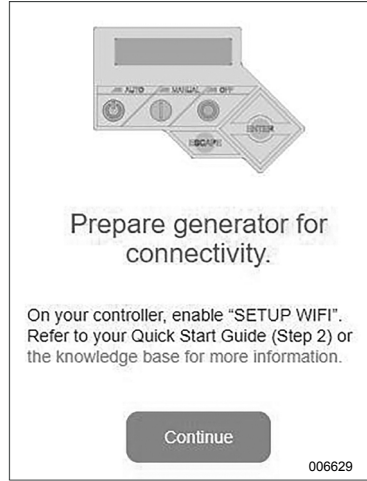 AUTO MANUAL OFF
ENTER
ESCAPE
Prepare generator for
connectivity.
On your controller, enable “SETUP WIFI”.
Refer to your Quick Start Guide (Step 2) or
the knowledge base for more information.
Continue
006629